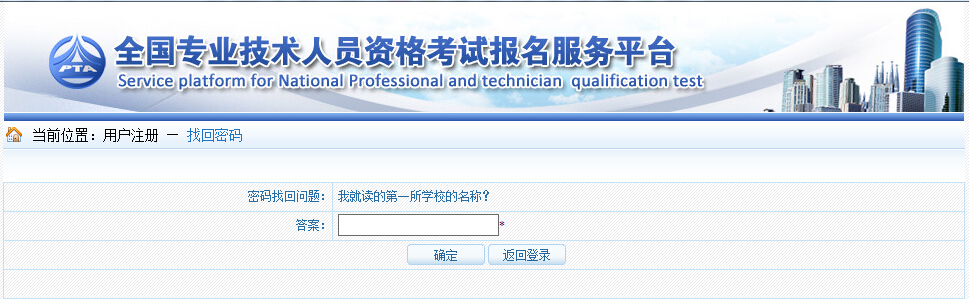 全国专业技术人员资格考试报名服务平台
PTA
Service platform for National Professional and technician qualification test
当前位置：用户注册 — 找回密码
密码找回问题： 我就读的第一所学校的名称？
答案： *
确定 返回登录